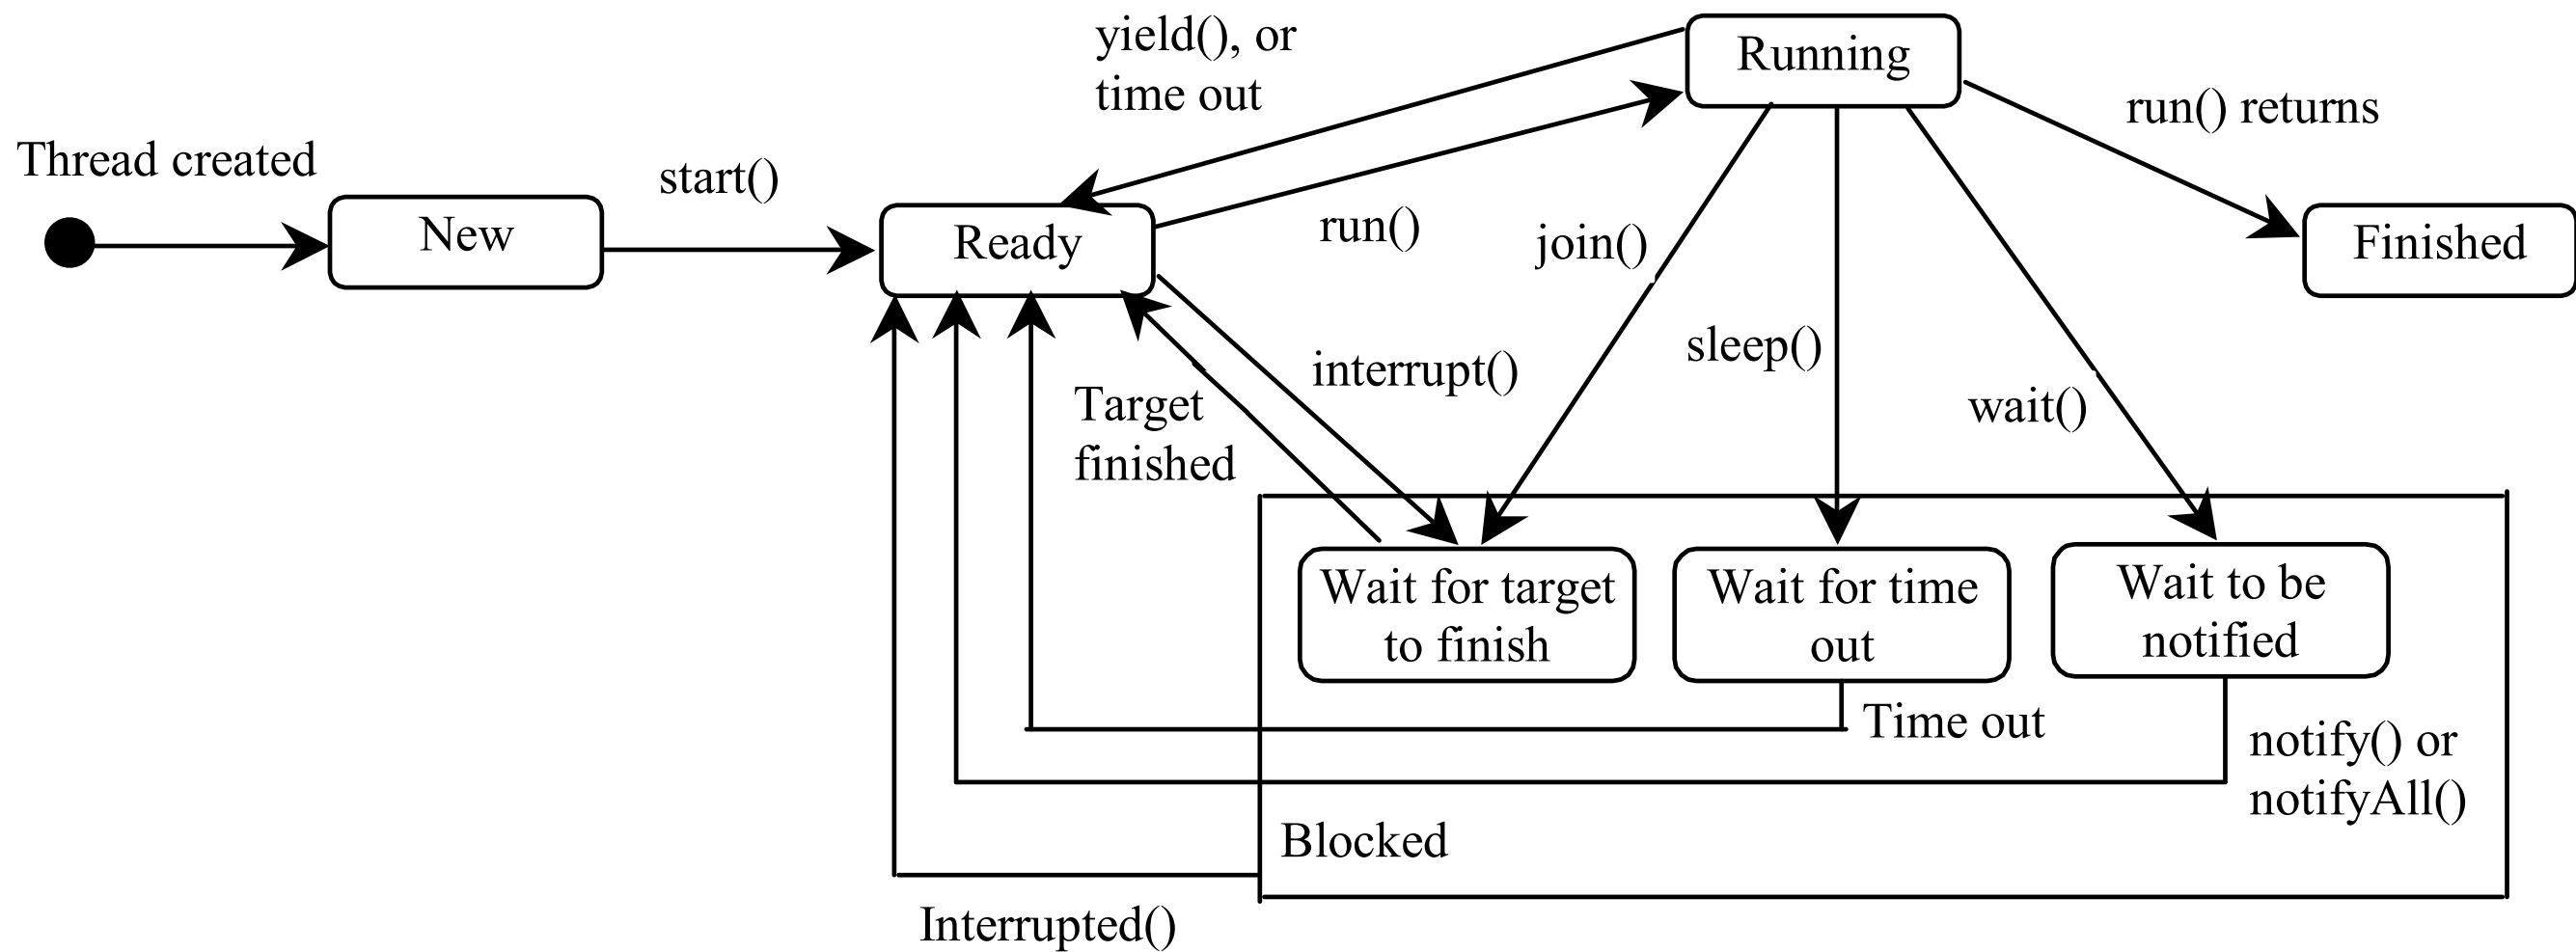 yield(), or
time out
Running
run() returns
Thread created
start()
New
Ready
run()
join()
Finished
sleep()
interrupt()
wait()
Target
finished
Wait for target
to finish
Wait for time
out
Wait to be
notified
Time out
notify() or
notifyAll()
Blocked
Interrupted()